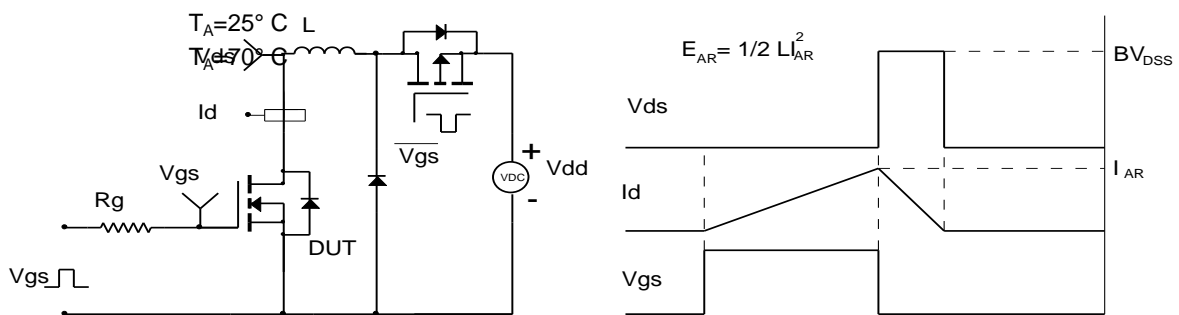 T_A=25° C L
T_A=70° C
Vds
Id
Vgs
Rg
DUT
Vgs
Vgs
VDC
+
Vdd
-
E_AR= 1/2 LI_AR^2
BV_DSS
Vds
I_AR
Id
Vgs